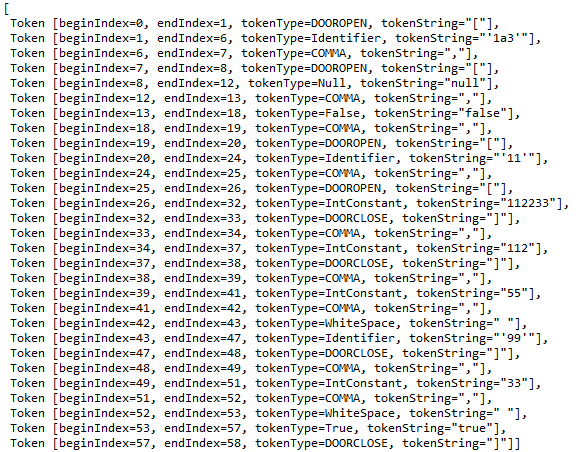 [
Token [beginIndex=0, endIndex=1, tokenType=DOOROPEN, tokenString="["],
Token [beginIndex=1, endIndex=6, tokenType=Identifier, tokenString="'1a3'"],
Token [beginIndex=6, endIndex=7, tokenType=COMMA, tokenString=","],
Token [beginIndex=7, endIndex=8, tokenType=DOOROPEN, tokenString="["],
Token [beginIndex=8, endIndex=12, tokenType=Null, tokenString="null"],
Token [beginIndex=12, endIndex=13, tokenType=COMMA, tokenString=","],
Token [beginIndex=13, endIndex=18, tokenType=False, tokenString="false"],
Token [beginIndex=18, endIndex=19, tokenType=COMMA, tokenString=","],
Token [beginIndex=19, endIndex=20, tokenType=DOOROPEN, tokenString="["],
Token [beginIndex=20, endIndex=24, tokenType=Identifier, tokenString="'11'"],
Token [beginIndex=24, endIndex=25, tokenType=COMMA, tokenString=","],
Token [beginIndex=25, endIndex=26, tokenType=DOOROPEN, tokenString="["],
Token [beginIndex=26, endIndex=32, tokenType=IntConstant, tokenString="112233"],
Token [beginIndex=32, endIndex=33, tokenType=DOORCLOSE, tokenString="]"],
Token [beginIndex=33, endIndex=34, tokenType=COMMA, tokenString=","],
Token [beginIndex=34, endIndex=37, tokenType=IntConstant, tokenString="112"],
Token [beginIndex=37, endIndex=38, tokenType=DOORCLOSE, tokenString="]"],
Token [beginIndex=38, endIndex=39, tokenType=COMMA, tokenString=","],
Token [beginIndex=39, endIndex=41, tokenType=IntConstant, tokenString="55"],
Token [beginIndex=41, endIndex=42, tokenType=COMMA, tokenString=","],
Token [beginIndex=42, endIndex=43, tokenType=WhiteSpace, tokenString=" "],
Token [beginIndex=43, endIndex=47, tokenType=Identifier, tokenString="'99'"],
Token [beginIndex=47, endIndex=48, tokenType=DOORCLOSE, tokenString="]"],
Token [beginIndex=48, endIndex=49, tokenType=COMMA, tokenString=","],
Token [beginIndex=49, endIndex=51, tokenType=IntConstant, tokenString="33"],
Token [beginIndex=51, endIndex=52, tokenType=COMMA, tokenString=","],
Token [beginIndex=52, endIndex=53, tokenType=WhiteSpace, tokenString=" "],
Token [beginIndex=53, endIndex=57, tokenType=True, tokenString="true"],
Token [beginIndex=57, endIndex=58, tokenType=DOORCLOSE, tokenString="]"]]